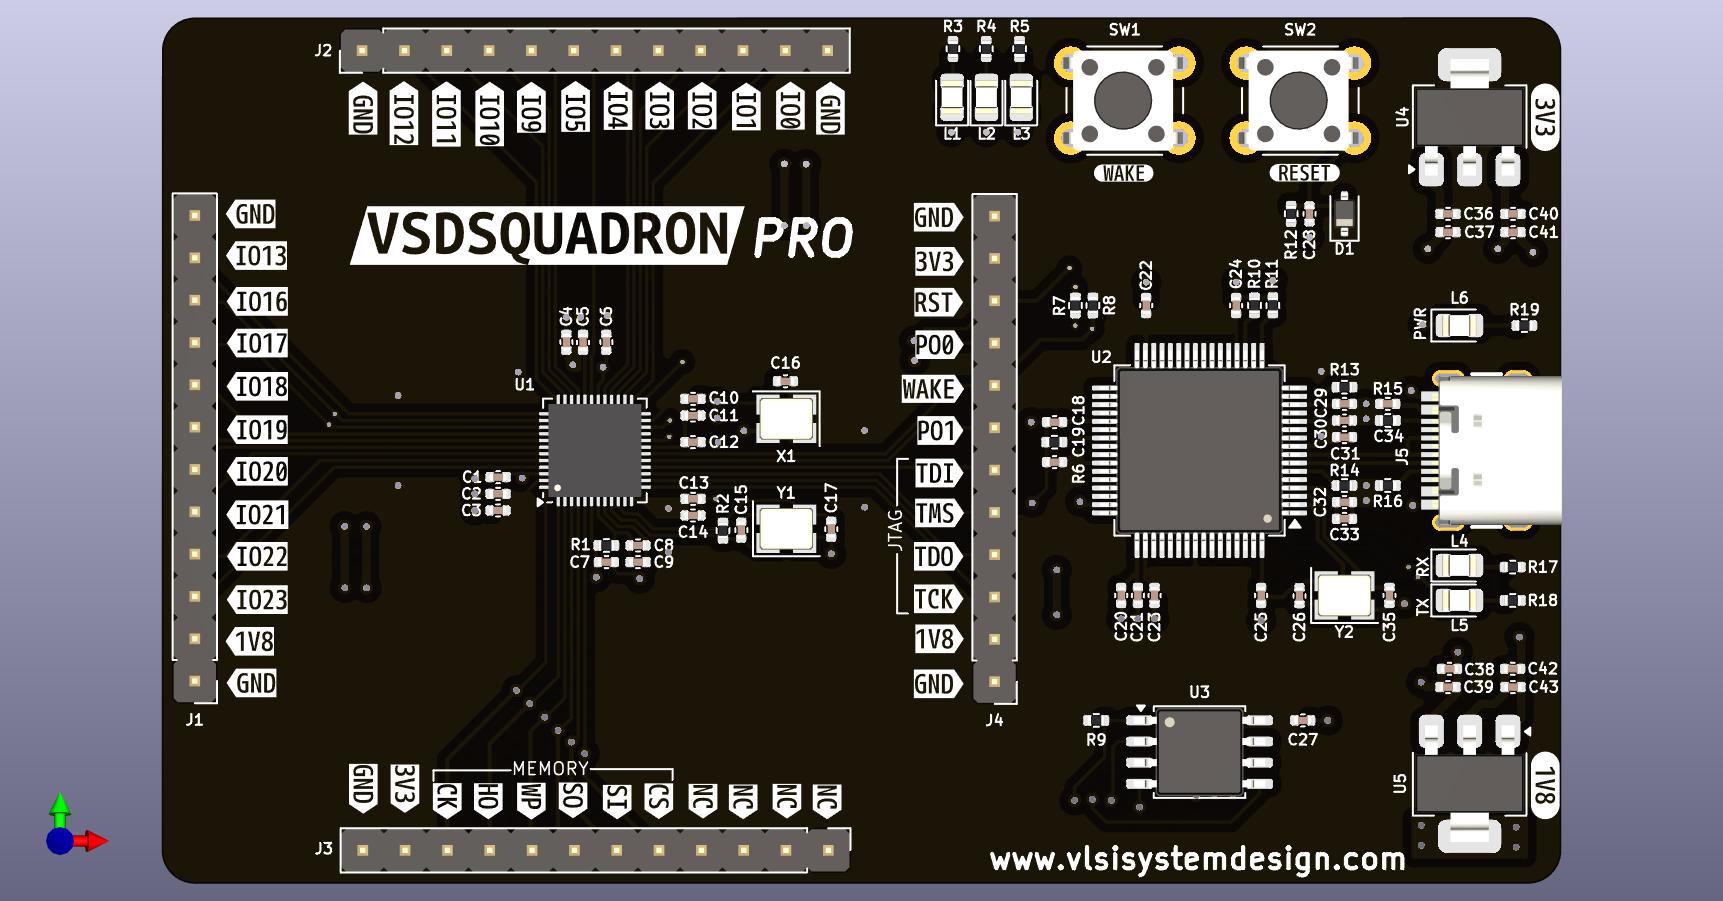 J2
GND IO12 IO11 IO10 IO9 IO5 IO4 IO3 IO2 IO1 IO0 GND
R3 R4 R5
L1 L2 L3
SW1
WAKE
SW2
RESET
U4
3V3
C36 C40
C37 C41
R12 C28 D1
VSDSQUADRON PRO
GND
IO13
IO16
IO17
IO18
IO19
IO20
IO21
IO22
IO23
1V8
GND
J1
C4 C5 C6
U1
C16
C10
C11
C12
X1
C1
C2
C3
C13
C14
R2 C15
Y1
C17
R1
C7
C8
C9
GND
3V3
RST
PO0
WAKE
PO1
TDI
TMS
TDO
TCK
1V8
GND
JTAG
J4
R7 R8 C22 C24 R10 R11
U2
C18
C19
R6
R13
C29
C30
C31
R14
C32
C33
R15
C34
R16
J5
L6
PWR
R19
L4
RX
R17
TX
R18
L5
C20 C21 C23 C25 C26 Y2 C35
C38 C42
C39 C43
U3
R9
C27
U5
1V8
MEMORY
GND 3V3 CK HO WP SO SI CS NC NC NC NC
J3
www.vlsisystemdesign.com